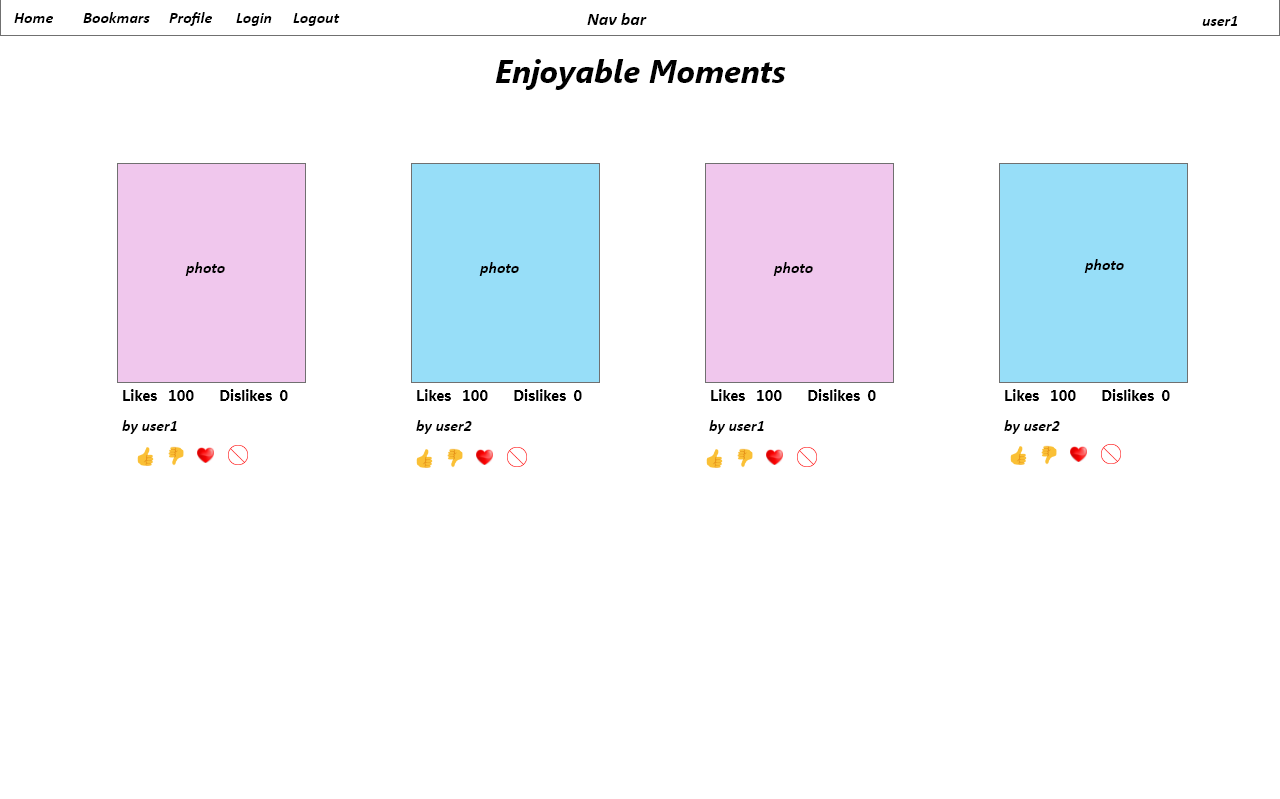 Home Bookmars Profile Login Logout Nav bar user1
Enjoyable Moments
photo photo photo photo
Likes 100 Dislikes 0 Likes 100 Dislikes 0 Likes 100 Dislikes 0 Likes 100 Dislikes 0
by user1 by user2 by user1 by user2